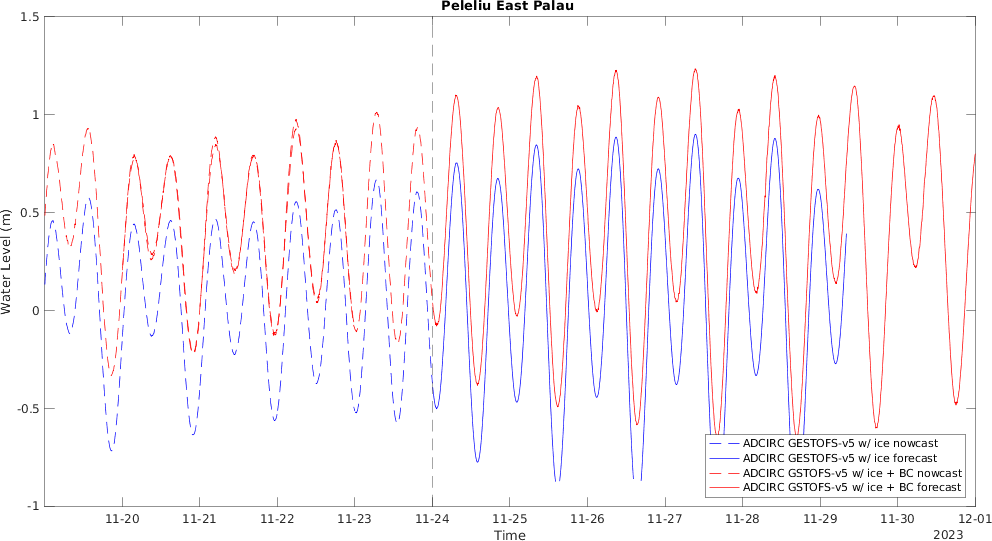 Peleliu East Palau
1.5
1
0.5
0
-0.5
-1
Water Level (m)
ADCIRC GESTOFS-v5 w/ ice nowcast
ADCIRC GESTOFS-v5 w/ ice forecast
ADCIRC GSTOFS-v5 w/ ice + BC nowcast
ADCIRC GSTOFS-v5 w/ ice + BC forecast
11-20 11-21 11-22 11-23 11-24 11-25 11-26 11-27 11-28 11-29 11-30 12-01
Time
2023